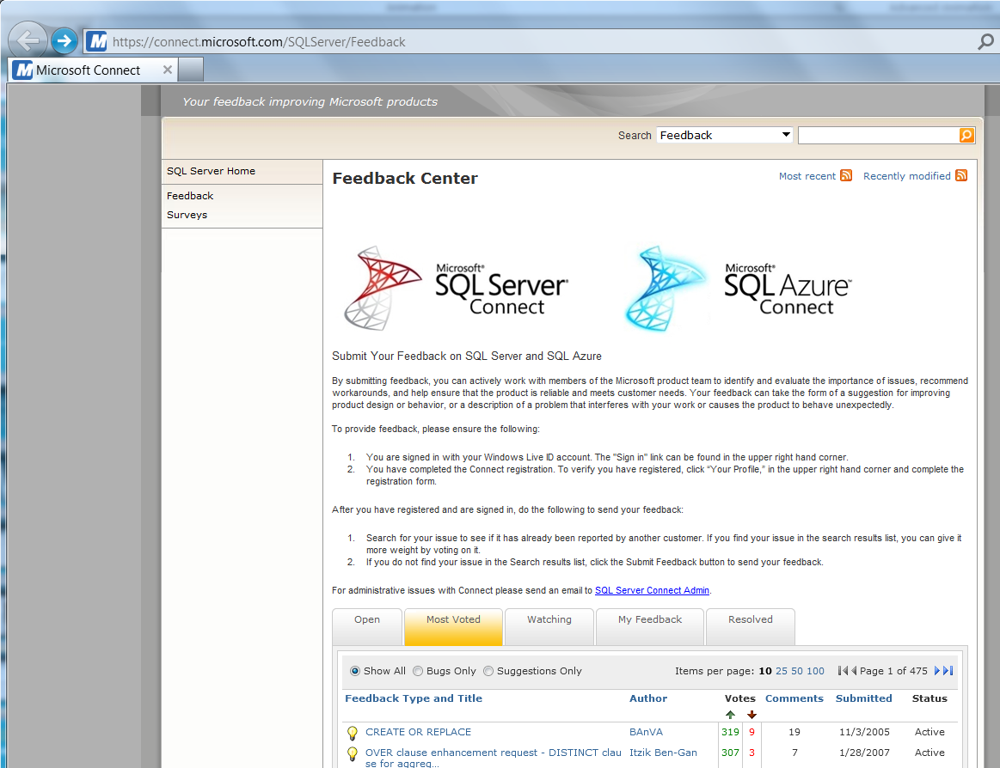 https://connect.microsoft.com/SQLServer/Feedback
Microsoft Connect
Your feedback improving Microsoft products
Search Feedback
SQL Server Home
Feedback
Surveys
Feedback Center
Most recent Recently modified
Microsoft®
SQL Server®
Connect
Microsoft®
SQL Azure™
Connect
Submit Your Feedback on SQL Server and SQL Azure
By submitting feedback, you can actively work with members of the Microsoft product team to identify and evaluate the importance of issues, recommend
workarounds, and help ensure that the product is reliable and meets customer needs. Your feedback can take the form of a suggestion for improving
product design or behavior, or a description of a problem that interferes with your work or causes the product to behave unexpectedly.
To provide feedback, please ensure the following:
1. You are signed in with your Windows Live ID account. The "Sign in" link can be found in the upper right hand corner.
2. You have completed the Connect registration. To verify you have registered, click “Your Profile,” in the upper right hand corner and complete the
registration form.
After you have registered and are signed in, do the following to send your feedback:
1. Search for your issue to see if it has already been reported by another customer. If you find your issue in the search results list, you can give it
more weight by voting on it.
2. If you do not find your issue in the Search results list, click the Submit Feedback button to send your feedback.
For administrative issues with Connect please send an email to SQL Server Connect Admin.
Open Most Voted Watching My Feedback Resolved
Show All Bugs Only Suggestions Only Items per page: 10 25 50 100 Page 1 of 475
Feedback Type and Title Author Votes Comments Submitted Status
CREATE OR REPLACE BAnVA 319 9 19 11/3/2005 Active
OVER clause enhancement request - DISTINCT clau Itzik Ben-Gan 307 3 7 1/28/2007 Active
se for aggreg...